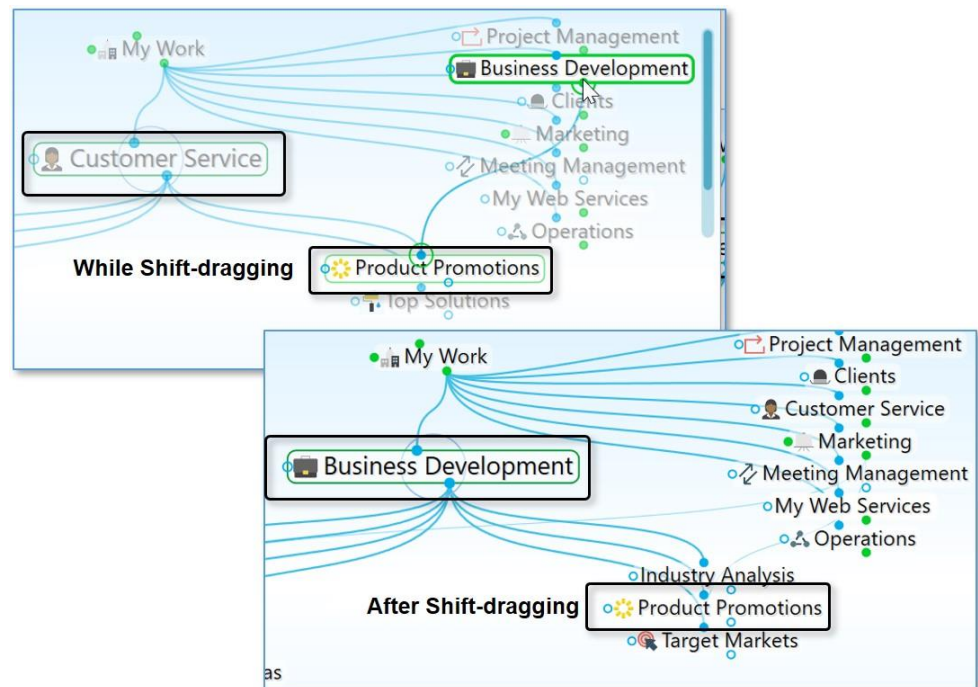 My Work
Project Management
Business Development
Clients
Marketing
Customer Service
Meeting Management
My Web Services
Operations
While Shift-dragging
Product Promotions
Top Solutions
My Work
Project Management
Clients
Customer Service
Marketing
Business Development
Meeting Management
My Web Services
Operations
Industry Analysis
After Shift-dragging
Product Promotions
Target Markets
as